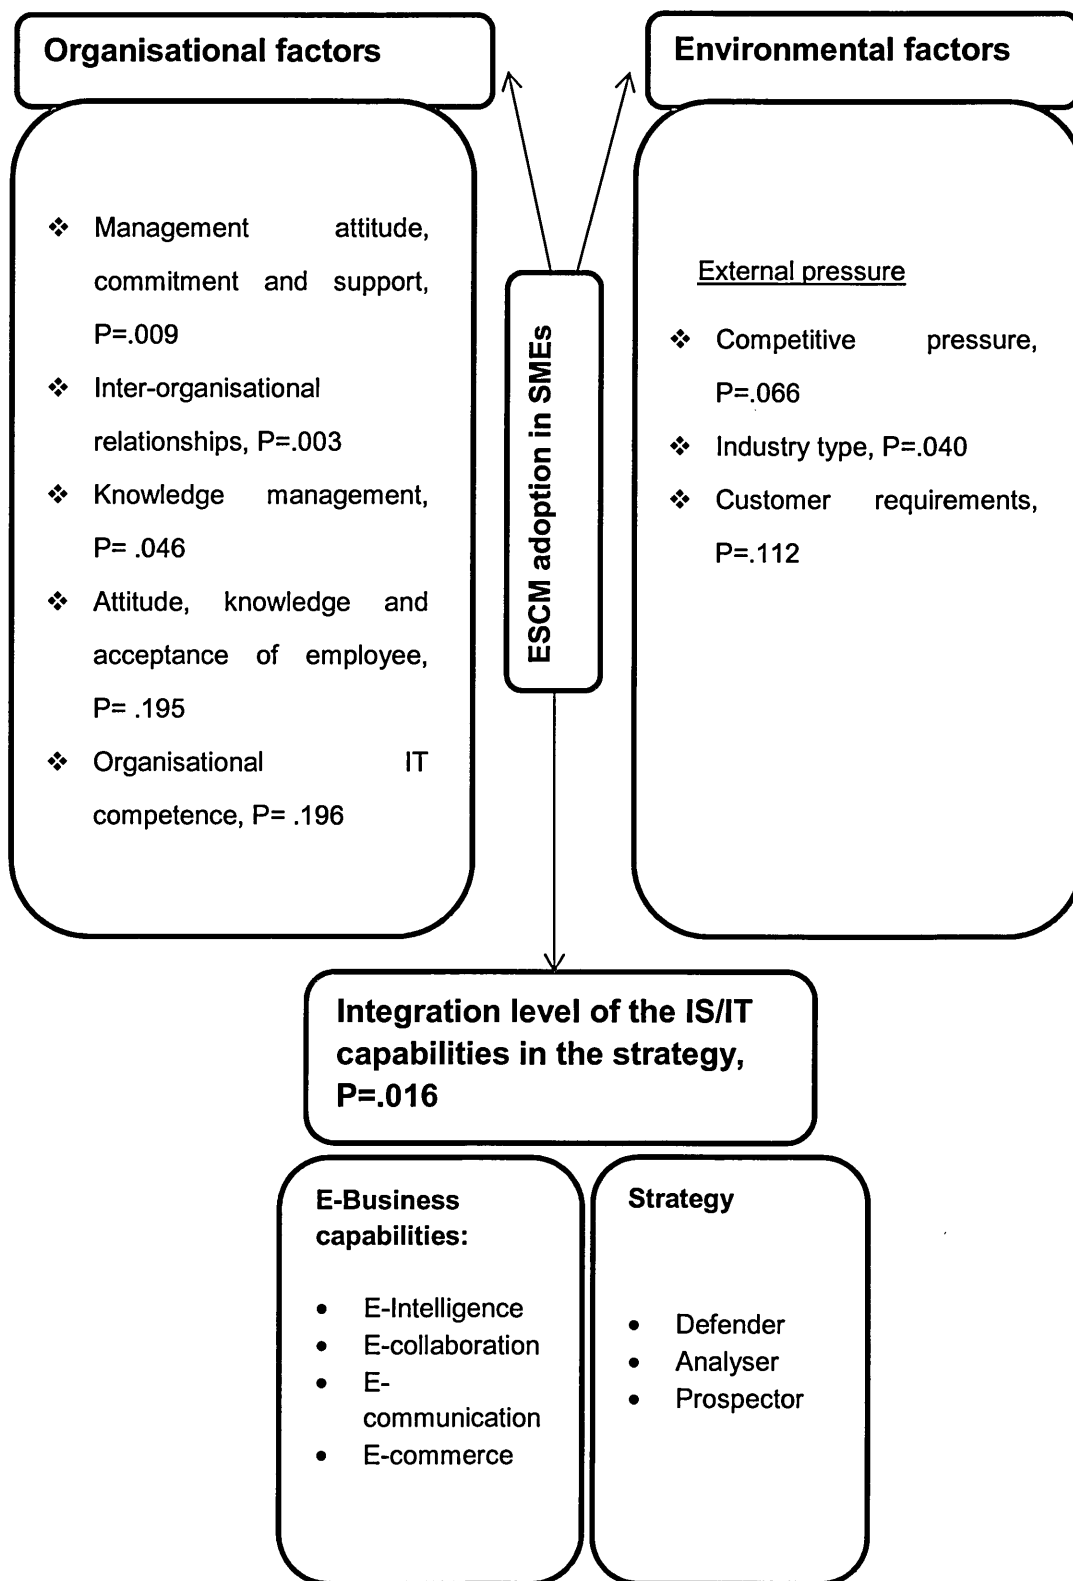 Organisational factors
❖ Management attitude,
commitment and support,
P=.009
❖ Inter-organisational
relationships, P=.003
❖ Knowledge management,
P= .046
❖ Attitude, knowledge and
acceptance of employee,
P= .195
❖ Organisational IT
competence, P= .196
ESCM adoption in SMEs
Environmental factors
External pressure
❖ Competitive pressure,
P=.066
❖ Industry type, P=.040
❖ Customer requirements,
P=.112
Integration level of the IS/IT
capabilities in the strategy,
P=.016
E-Business
capabilities:
• E-Intelligence
• E-collaboration
• E-
communication
• E-commerce
Strategy
• Defender
• Analyser
• Prospector